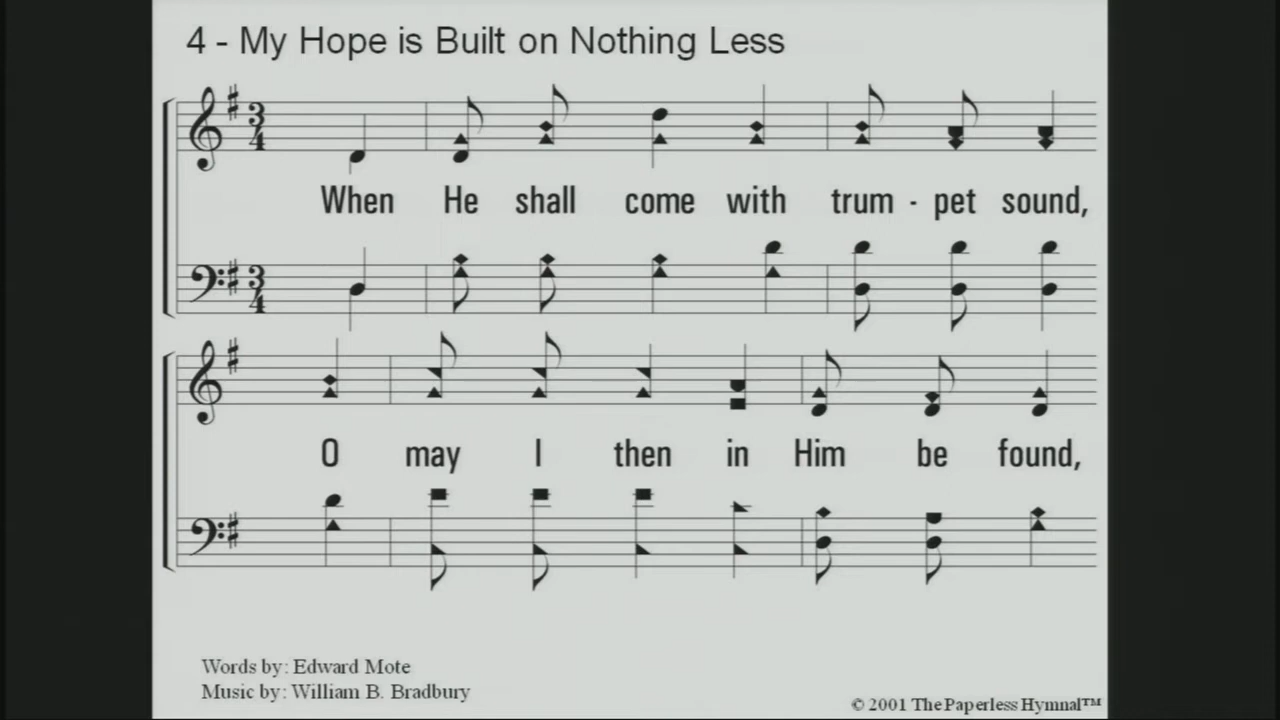 4 - My Hope is Built on Nothing Less
3
4
When He shall come with trum - pet sound,
3
4
O may I then in Him be found,
Words by: Edward Mote
Music by: William B. Bradbury
© 2001 The Paperless Hymnal™